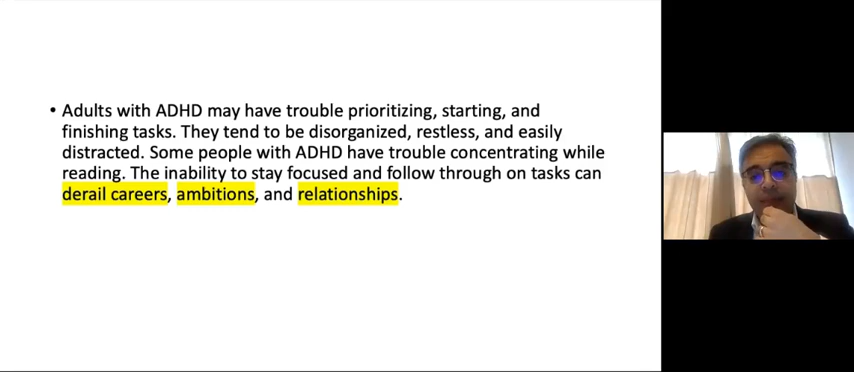 • Adults with ADHD may have trouble prioritizing, starting, and
finishing tasks. They tend to be disorganized, restless, and easily
distracted. Some people with ADHD have trouble concentrating while
reading. The inability to stay focused and follow through on tasks can
derail careers, ambitions, and relationships.